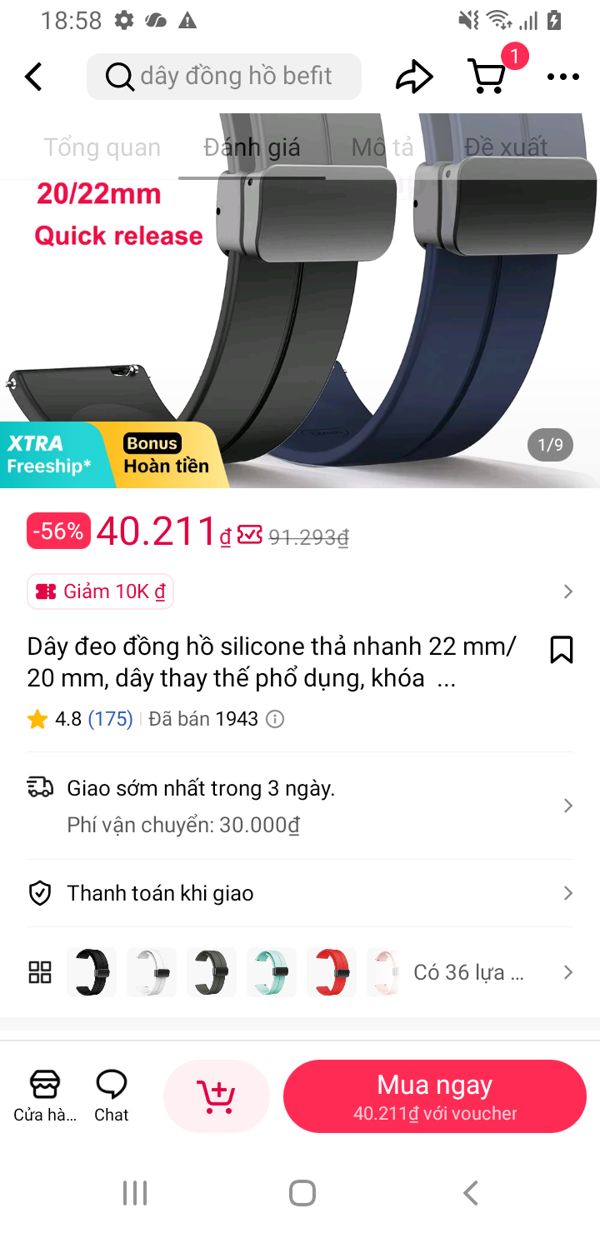 18:58
dây đồng hồ befit
1
Tổng quan
Đánh giá
Mô tả
Đề xuất
20/22mm
Quick release
XTRA
Freeship*
Bonus
Hoàn tiền
1/9
-56% 40.211₫ 91.293₫
Giảm 10K ₫
Dây đeo đồng hồ silicone thả nhanh 22 mm/
20 mm, dây thay thế phổ dụng, khóa ...
4.8 (175) Đã bán 1943
Giao sớm nhất trong 3 ngày.
Phí vận chuyển: 30.000₫
Thanh toán khi giao
Có 36 lựa ...
Cửa hà...
Chat
Mua ngay
40.211₫ với voucher